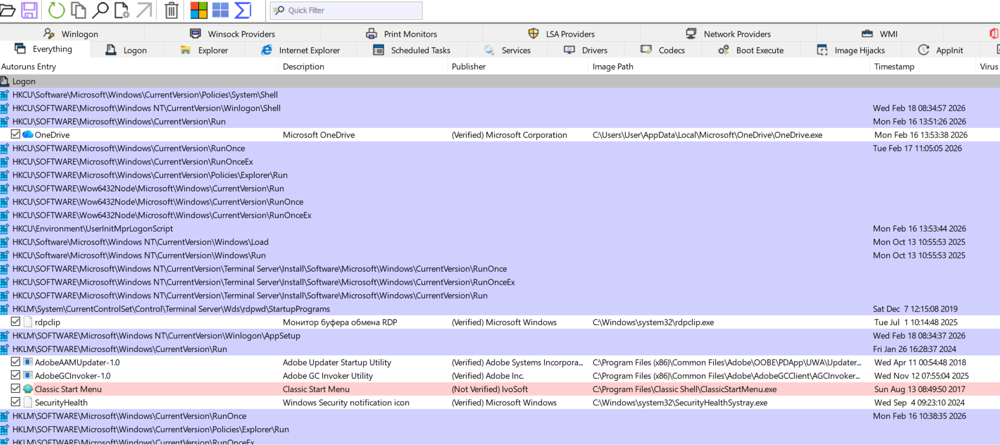 Quick Filter
Winlogon Winsock Providers Print Monitors LSA Providers Network Providers WMI
Everything Logon Explorer Internet Explorer Scheduled Tasks Services Drivers Codecs Boot Execute Image Hijacks AppInit
Autoruns Entry Description Publisher Image Path Timestamp Virus
Logon
HKCU\Software\Microsoft\Windows\CurrentVersion\Policies\System\Shell
HKCU\SOFTWARE\Microsoft\Windows NT\CurrentVersion\Winlogon\Shell Wed Feb 18 08:34:57 2026
HKCU\SOFTWARE\Microsoft\Windows\CurrentVersion\Run Mon Feb 16 13:51:26 2026
OneDrive Microsoft OneDrive (Verified) Microsoft Corporation C:\Users\User\AppData\Local\Microsoft\OneDrive\OneDrive.exe Mon Feb 16 13:53:38 2026
HKCU\SOFTWARE\Microsoft\Windows\CurrentVersion\RunOnce Tue Feb 17 11:05:05 2026
HKCU\SOFTWARE\Microsoft\Windows\CurrentVersion\RunOnceEx
HKCU\SOFTWARE\Microsoft\Windows\CurrentVersion\Policies\Explorer\Run
HKCU\SOFTWARE\Wow6432Node\Microsoft\Windows\CurrentVersion\Run
HKCU\SOFTWARE\Wow6432Node\Microsoft\Windows\CurrentVersion\RunOnce
HKCU\SOFTWARE\Wow6432Node\Microsoft\Windows\CurrentVersion\RunOnceEx
HKCU\Environment\UserInitMprLogonScript Mon Feb 16 13:53:44 2026
HKCU\Software\Microsoft\Windows NT\CurrentVersion\Windows\Load Mon Oct 13 10:55:53 2025
HKCU\Software\Microsoft\Windows NT\CurrentVersion\Windows\Run Mon Oct 13 10:55:53 2025
HKCU\SOFTWARE\Microsoft\Windows NT\CurrentVersion\Terminal Server\Install\Software\Microsoft\Windows\CurrentVersion\RunOnce
HKCU\SOFTWARE\Microsoft\Windows NT\CurrentVersion\Terminal Server\Install\Software\Microsoft\Windows\CurrentVersion\RunOnceEx
HKCU\SOFTWARE\Microsoft\Windows NT\CurrentVersion\Terminal Server\Install\Software\Microsoft\Windows\CurrentVersion\Run
HKLM\System\CurrentControlSet\Control\Terminal Server\Wds\rdpwd\StartupPrograms Sat Dec 7 12:15:08 2019
rdpclip Монитор буфера обмена RDP (Verified) Microsoft Windows C:\Windows\system32\rdpclip.exe Tue Jul 1 10:14:48 2025
HKLM\SOFTWARE\Microsoft\Windows NT\CurrentVersion\Winlogon\AppSetup Wed Feb 18 08:34:37 2026
HKLM\SOFTWARE\Microsoft\Windows\CurrentVersion\Run Fri Jan 26 16:28:37 2024
AdobeAAMUpdater-1.0 Adobe Updater Startup Utility (Verified) Adobe Systems Incorpora... C:\Program Files (x86)\Common Files\Adobe\OOBE\PDApp\UWA\Updater... Wed Apr 11 00:54:48 2018
AdobeGCInvoker-1.0 Adobe GC Invoker Utility (Verified) Adobe Inc. C:\Program Files (x86)\Common Files\Adobe\AdobeGCClient\AGCInvoker... Wed Nov 12 07:55:04 2025
Classic Start Menu Classic Start Menu (Not Verified) IvoSoft C:\Program Files\Classic Shell\ClassicStartMenu.exe Sun Aug 13 08:49:50 2017
SecurityHealth Windows Security notification icon (Verified) Microsoft Windows C:\Windows\system32\SecurityHealthSystray.exe Wed Sep 4 09:23:10 2024
HKLM\SOFTWARE\Microsoft\Windows\CurrentVersion\RunOnce Mon Feb 16 10:38:35 2026
HKLM\SOFTWARE\Microsoft\Windows\CurrentVersion\Policies\Explorer\Run
HKLM\SOFTWARE\Microsoft\Windows\CurrentVersion\RunOnceEx